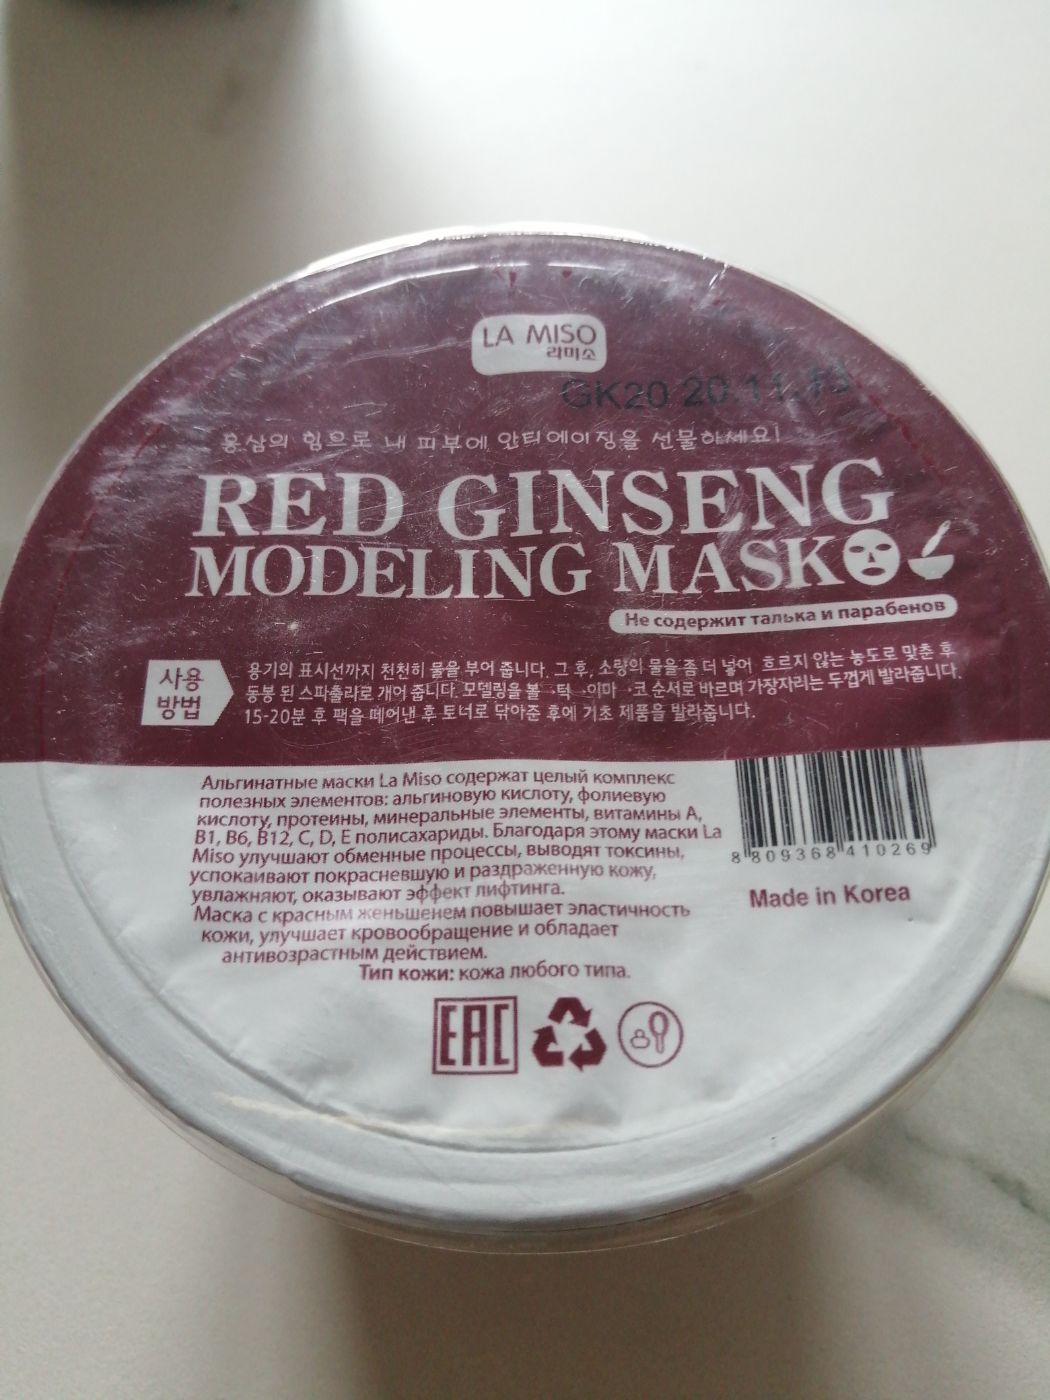 LA MISO
라미소
GK20 20.11.13
홍삼의 힘으로 내 피부에 안티에이징을 선물하세요!
RED GINSENG
MODELING MASK
Не содержит талька и парабенов
사용
방법
용기의 표시선까지 천천히 물을 부어 줍니다. 그 후, 소량의 물을 좀 더 넣어 흐르지 않는 농도로 맞춘 후
동봉 된 스파츌라로 개어 줍니다. 모델링을 볼→턱→이마→코 순서로 바르며 가장자리는 두껍게 발라줍니다.
15-20분 후 팩을 떼어낸 후 토너로 닦아준 후에 기초 제품을 발라줍니다.
Альгинатные маски La Miso содержат целый комплекс
полезных элементов: альгиновую кислоту, фолиевую
кислоту, протеины, минеральные элементы, витамины А,
В1, В6, В12, С, D, Е полисахариды. Благодаря этому маски La
Miso улучшают обменные процессы, выводят токсины,
успокаивают покрасневшую и раздраженную кожу,
увлажняют, оказывают эффект лифтинга.
Маска с красным женьшенем повышает эластичность
кожи, улучшает кровообращение и обладает
антивозрастным действием.
Тип кожи: кожа любого типа.
8 809368 410269
Made in Korea
EAC